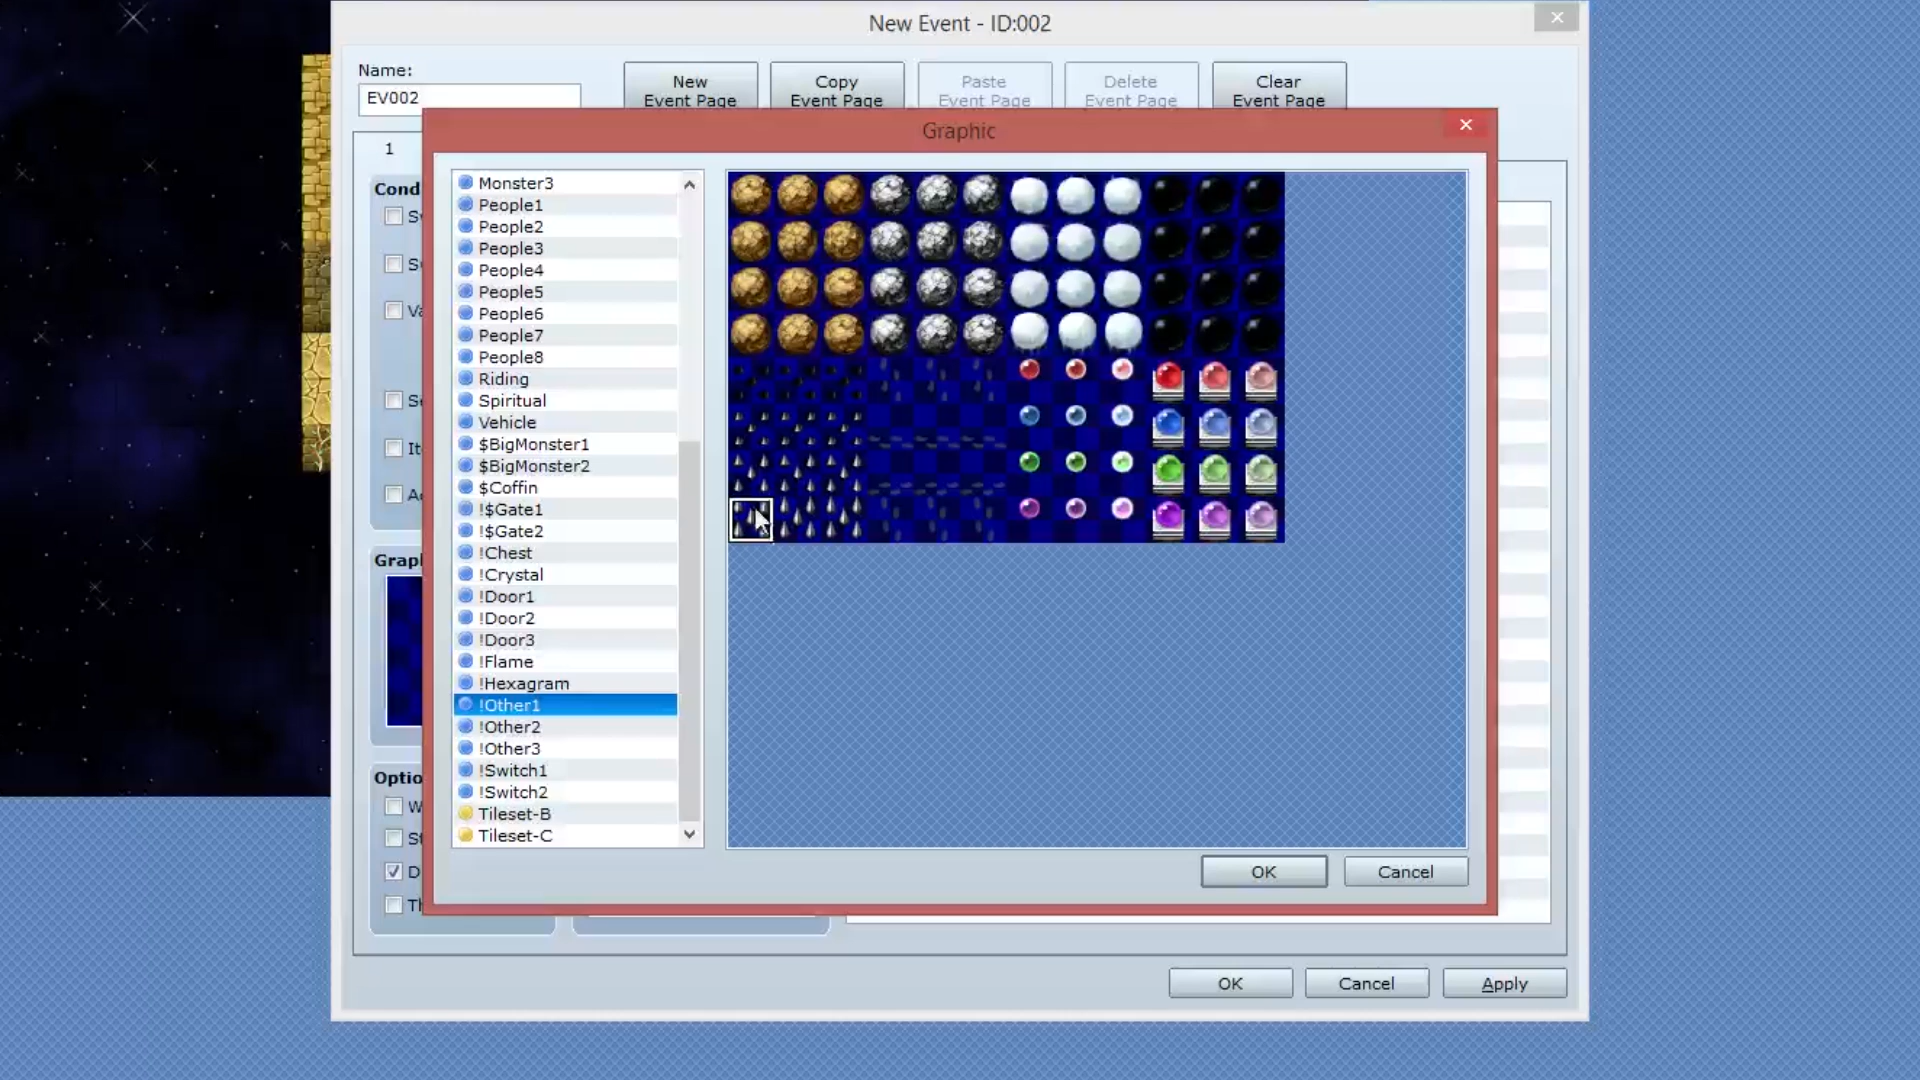 New Event - ID:002
Name:
EV002
New
Event Page
Copy
Event Page
Paste
Event Page
Delete
Event Page
Clear
Event Page
Graphic
1
Cond
Graph
Optio
Monster3
People1
People2
People3
People4
People5
People6
People7
People8
Riding
Spiritual
Vehicle
$BigMonster1
$BigMonster2
$Coffin
!$Gate1
!$Gate2
!Chest
!Crystal
!Door1
!Door2
!Door3
!Flame
!Hexagram
!Other1
!Other2
!Other3
!Switch1
!Switch2
Tileset-B
Tileset-C
OK
Cancel
OK
Cancel
Apply